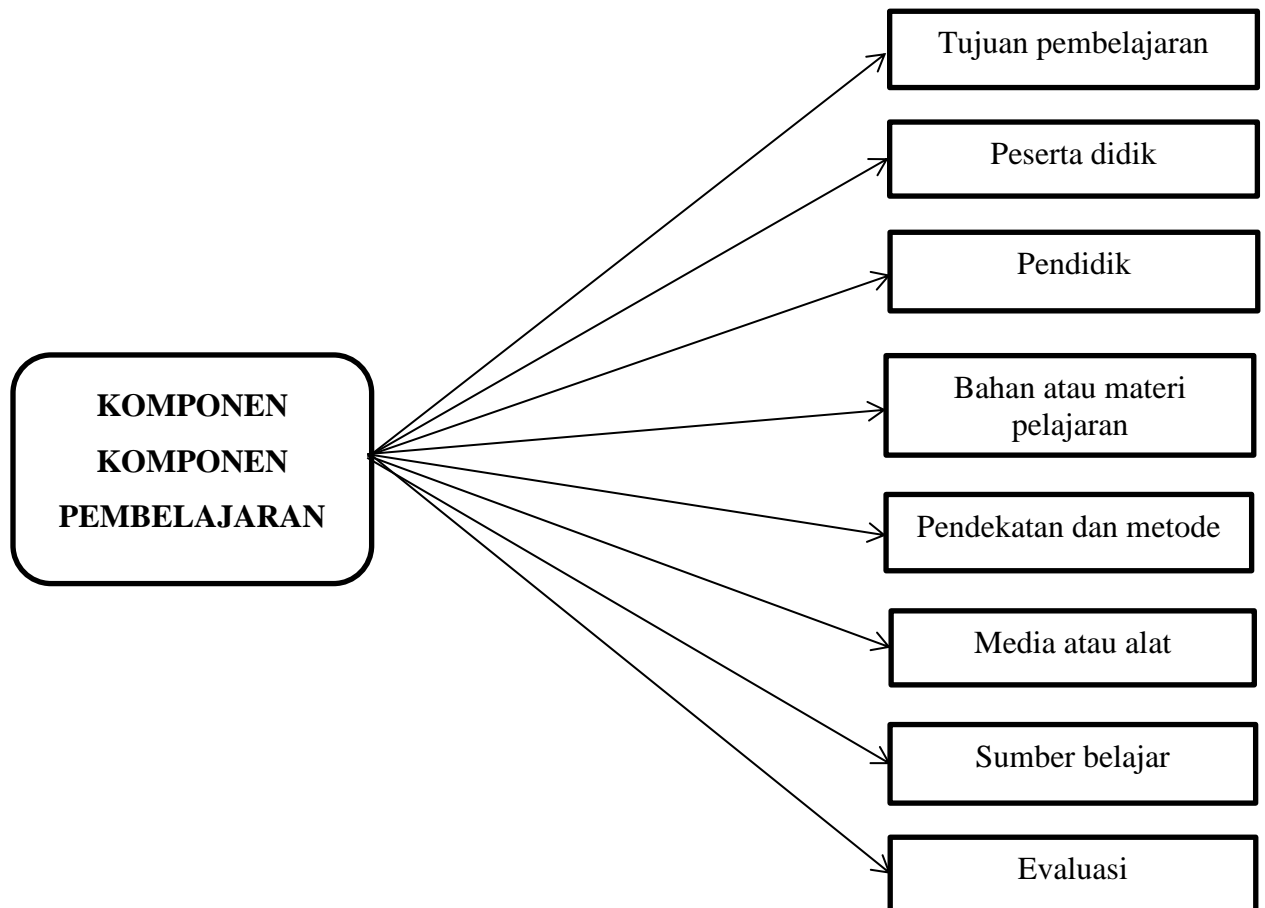 Tujuan pembelajaran
Peserta didik
Pendidik
KOMPONEN
KOMPONEN
PEMBELAJARAN
Bahan atau materi
pelajaran
Pendekatan dan metode
Media atau alat
Sumber belajar
Evaluasi